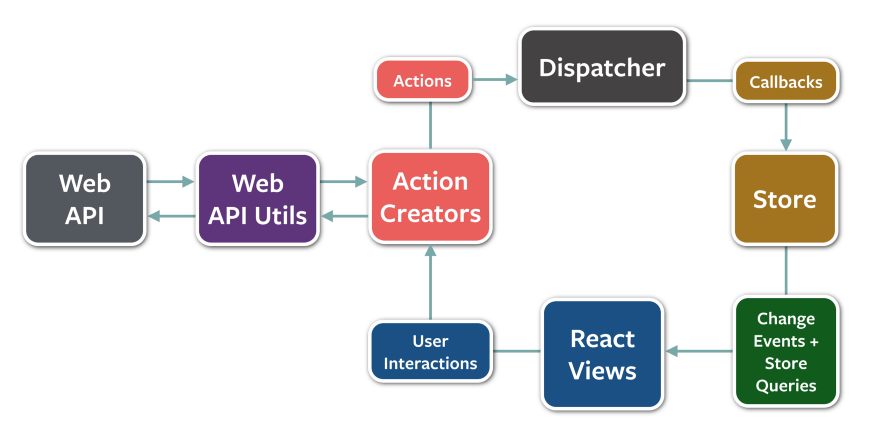 Dispatcher
Actions
Callbacks
Web
API
Web
API Utils
Action
Creators
Store
User
Interactions
React
Views
Change
Events +
Store
Queries